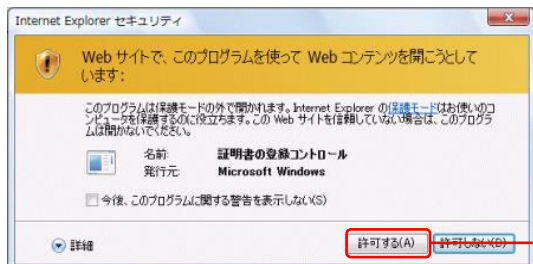 Internet Explorer セキュリティ
Web サイトで、このプログラムを使って Web コンテンツを開こうとして
います:
このプログラムは保護モードの外で開かれます。Internet Explorer の保護モードはお使いのコ
ンピュータを保護するのに役立ちます。この Web サイトを信頼していない場合は、このプログラ
ムは開かないでください。
名前: 証明書の登録コントロール
発行元: Microsoft Windows
今後、このプログラムに関する警告を表示しない(S)
詳細
許可する(A) 許可しない(D)